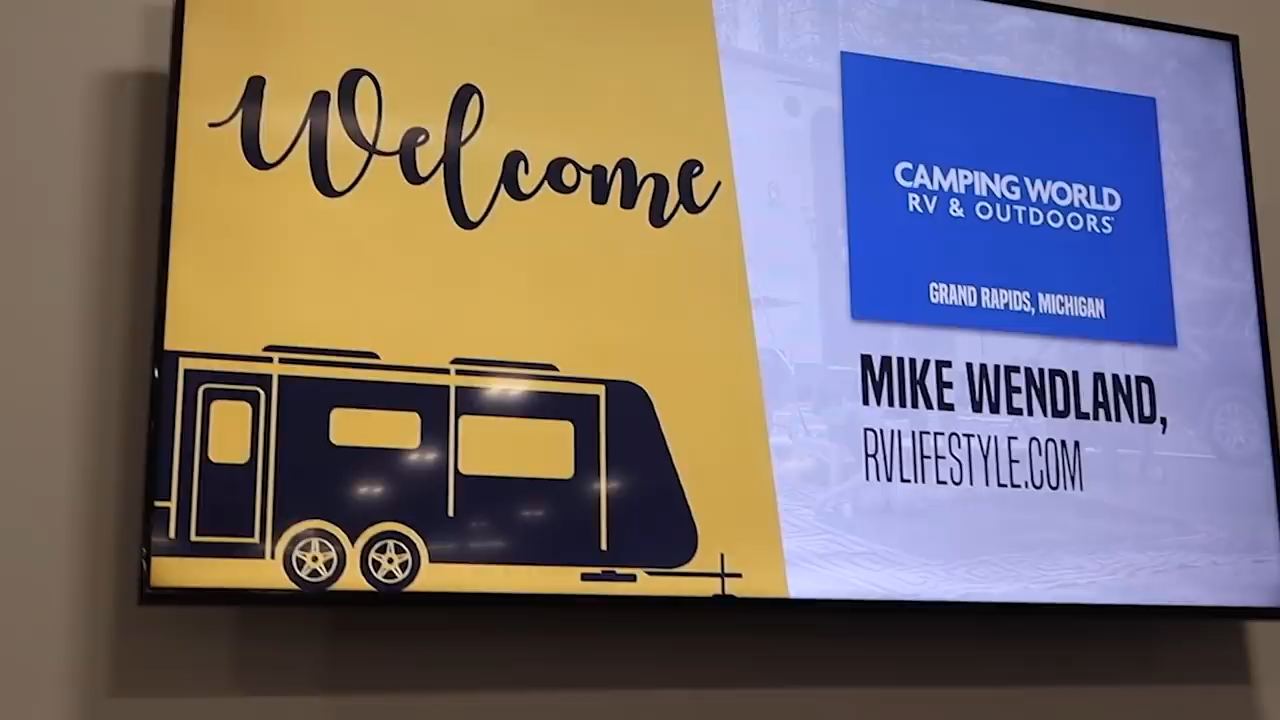 Welcome
CAMPING WORLD
RV & OUTDOORS
GRAND RAPIDS, MICHIGAN
MIKE WENDLAND,
RVLIFESTYLE.COM